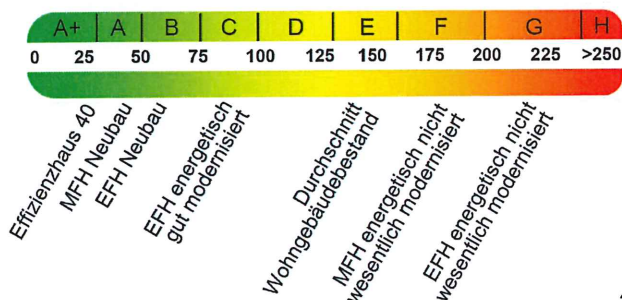 A+ A B C D E F G H
0 25 50 75 100 125 150 175 200 225 >250
Effizienzhaus 40
MFH Neubau
EFH Neubau
EFH energetisch
gut modernisiert
Durchschnitt
Wohngebäudebestand
MFH energetisch nicht
wesentlich modernisiert
EFH energetisch nicht
wesentlich modernisiert